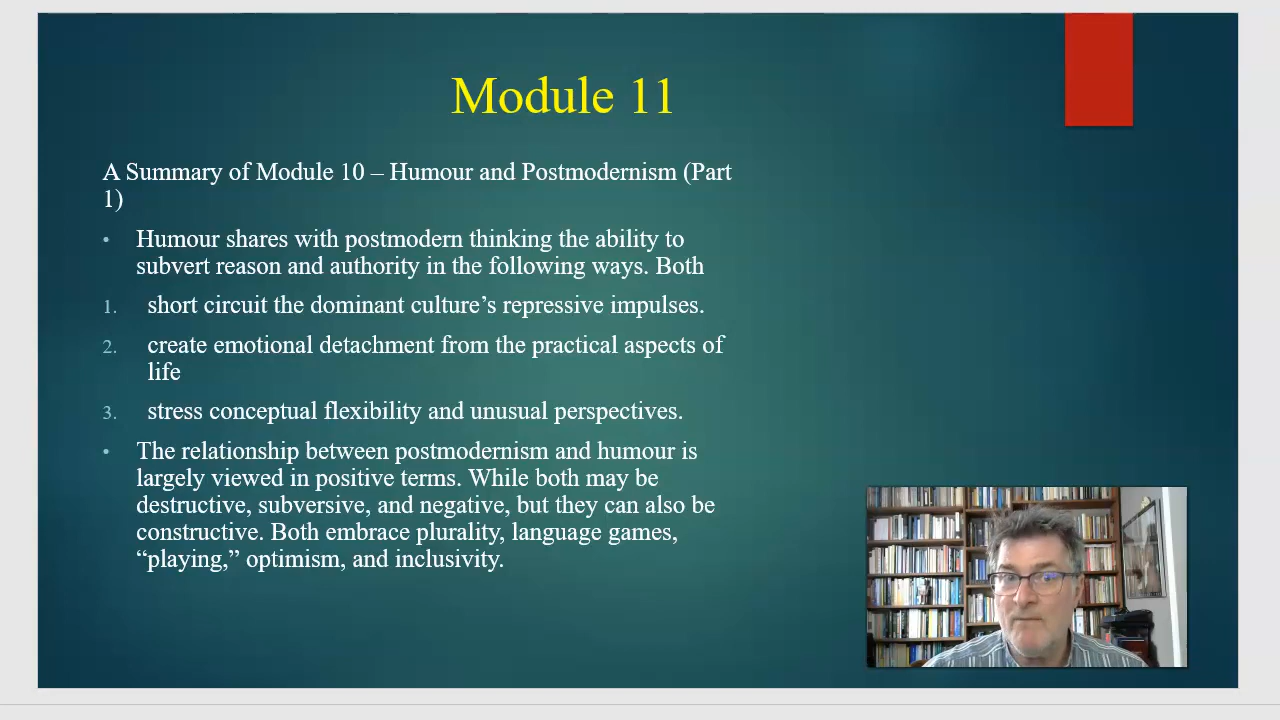 Module 11
A Summary of Module 10 – Humour and Postmodernism (Part
1)
• Humour shares with postmodern thinking the ability to
subvert reason and authority in the following ways. Both
1. short circuit the dominant culture’s repressive impulses.
2. create emotional detachment from the practical aspects of
life
3. stress conceptual flexibility and unusual perspectives.
• The relationship between postmodernism and humour is
largely viewed in positive terms. While both may be
destructive, subversive, and negative, but they can also be
constructive. Both embrace plurality, language games,
“playing,” optimism, and inclusivity.